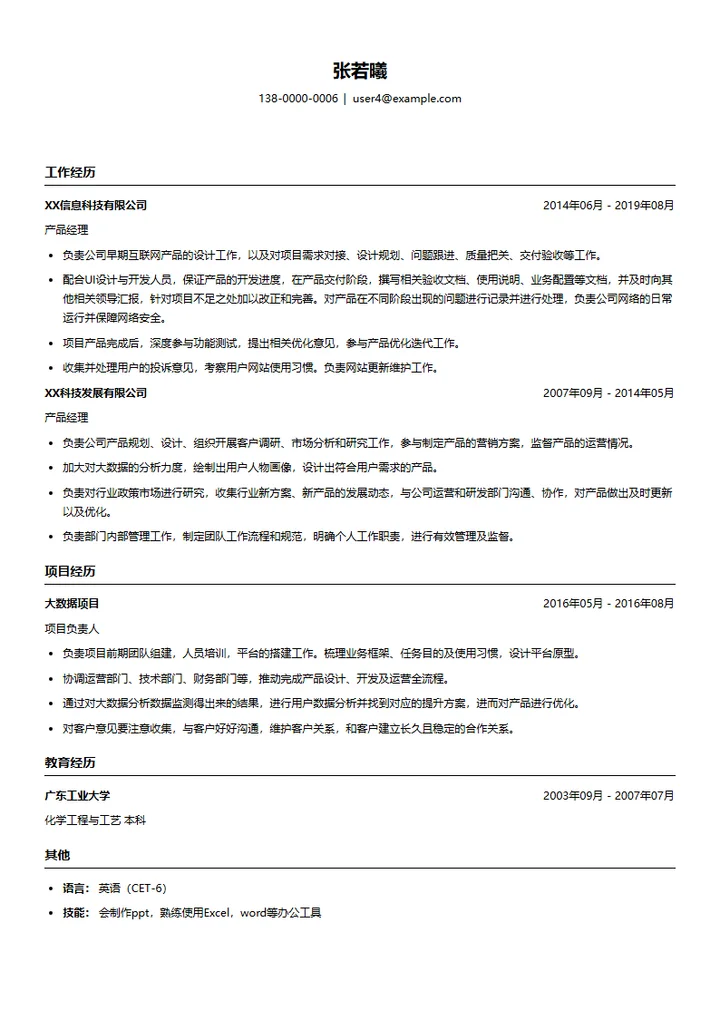 张若曦
138-0000-0006 | user4@example.com
工作经历
XX信息科技有限公司 2014年06月 - 2019年08月
产品经理
• 负责公司早期互联网产品的设计工作，以及对项目需求对接、设计规划、问题跟进、质量把关、交付验收等工作。
• 配合UI设计与开发人员，保证产品的开发进度，在产品交付阶段，撰写相关验收文档、使用说明、业务配置等文档，并及时向其
他相关领导汇报，针对项目不足之处加以改正和完善。对产品在不同阶段出现的问题进行记录并进行处理，负责公司网络的日常
运行并保障网络安全。
• 项目产品完成后，深度参与功能测试，提出相关优化意见，参与产品优化迭代工作。
• 收集并处理用户的投诉意见，考察用户网站使用习惯。负责网站更新维护工作。
XX科技发展有限公司 2007年09月 - 2014年05月
产品经理
• 负责公司产品规划、设计、组织开展客户调研、市场分析和研究工作，参与制定产品的营销方案，监督产品的运营情况。
• 加大对大数据的分析力度，绘制出用户人物画像，设计出符合用户需求的产品。
• 负责对行业政策市场进行研究，收集行业新方案、新产品的发展动态，与公司运营和研发部门沟通、协作，对产品做出及时更新
以及优化。
• 负责部门内部管理工作，制定团队工作流程和规范，明确个人工作职责，进行有效管理及监督。
项目经历
大数据项目 2016年05月 - 2016年08月
项目负责人
• 负责项目前期团队组建，人员培训，平台的搭建工作。梳理业务框架、任务目的及使用习惯，设计平台原型。
• 协调运营部门、技术部门、财务部门等，推动完成产品设计、开发及运营全流程。
• 通过对大数据分析数据监测得出来的结果，进行用户数据分析并找到对应的提升方案，进而对产品进行优化。
• 对客户意见要注意收集，与客户好好沟通，维护客户关系，和客户建立长久且稳定的合作关系。
教育经历
广东工业大学 2003年09月 - 2007年07月
化学工程与工艺 本科
其他
• 语言： 英语（CET-6）
• 技能： 会制作ppt，熟练使用Excel，word等办公工具